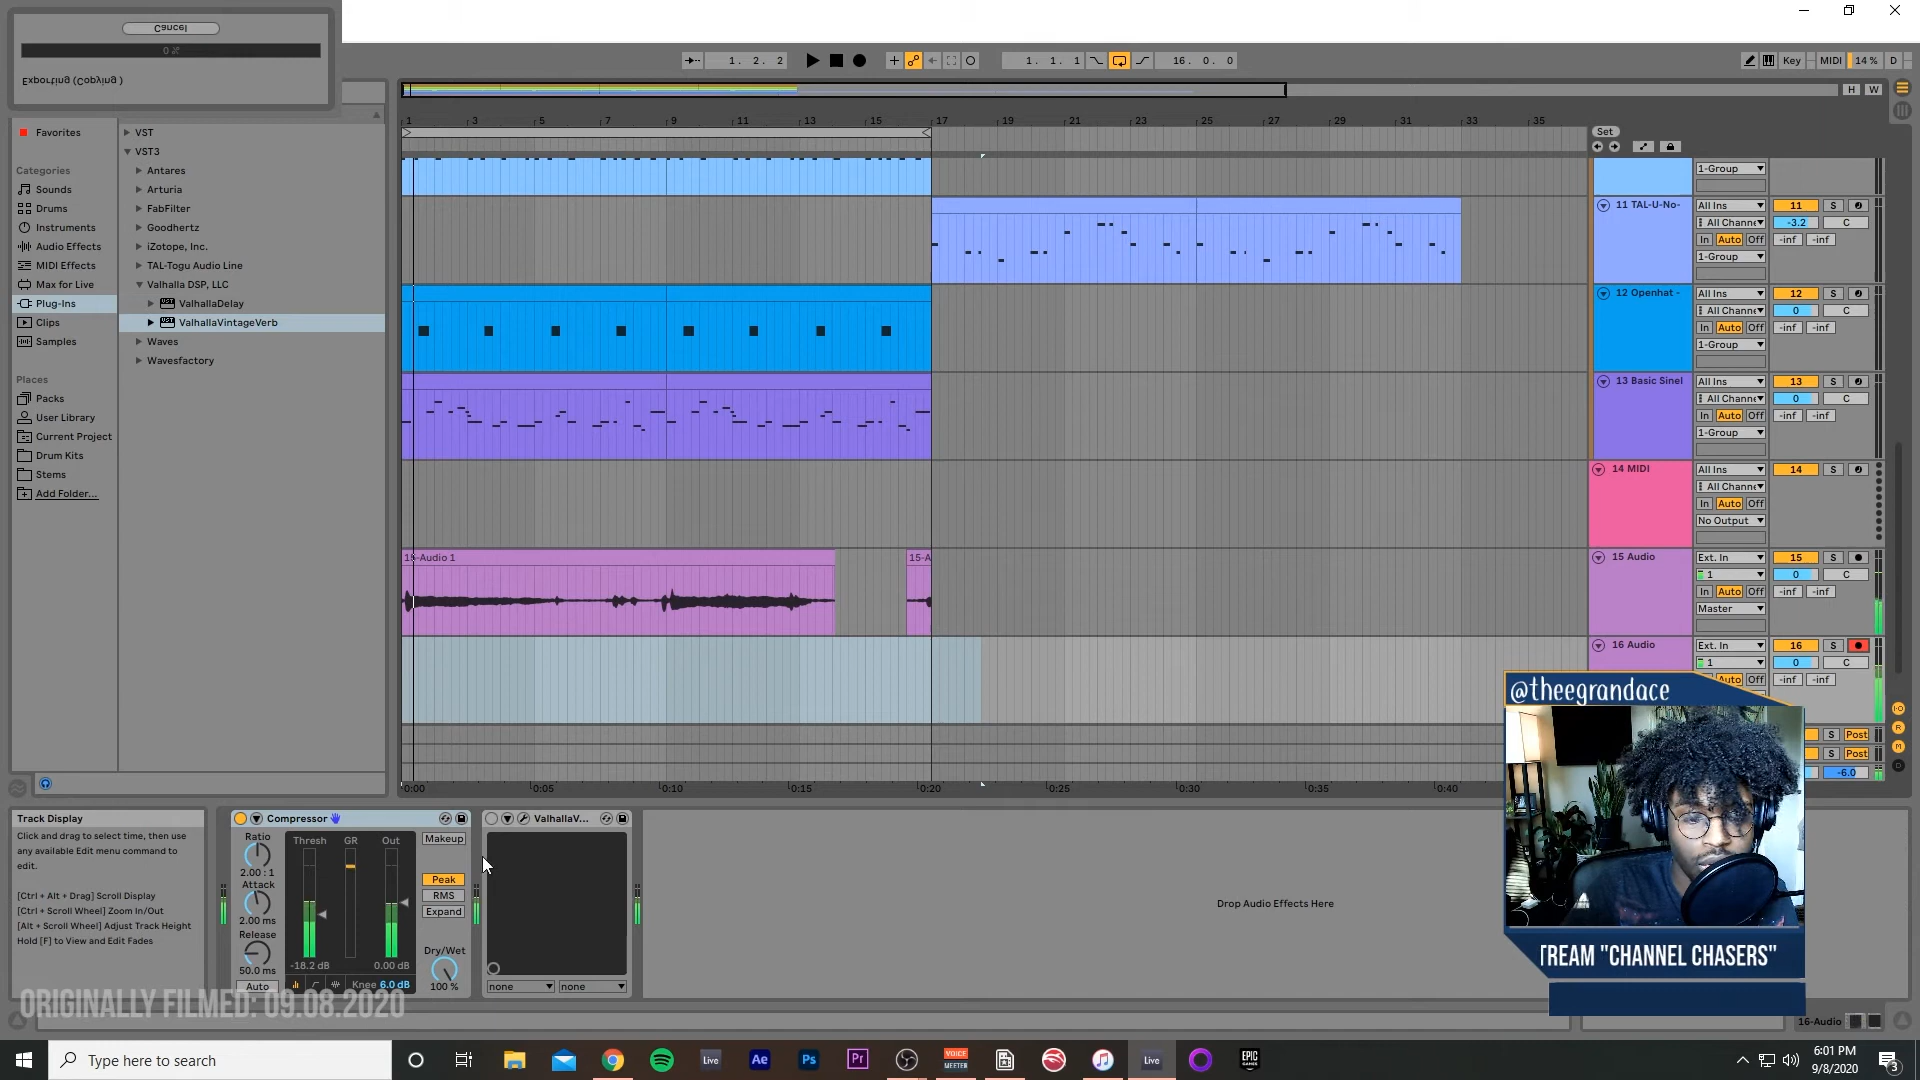 Cancel
0 %
Exporting (Copying )
1. 2. 2
1. 1. 1
16. 0. 0
Key
MIDI
14 %
D
H
W
Favorites
Categories
Sounds
Drums
Instruments
Audio Effects
MIDI Effects
Max for Live
Plug-Ins
Clips
Samples
Places
Packs
User Library
Current Project
Drum Kits
Stems
Add Folder...
VST
VST3
Antares
Arturia
FabFilter
Goodhertz
iZotope, Inc.
TAL-Togu Audio Line
Valhalla DSP, LLC
ValhallaDelay
ValhallaVintageVerb
Waves
Wavesfactory
1 3 5 7 9 11 13 15 17 19 21 23 25 27 29 31 33 35
Set
1-Group
11 TAL-U-No-
All Ins
11
S
All Channe
-3.2
C
In Auto Off
-inf -inf
1-Group
12 Openhat -
All Ins
12
S
All Channe
0
C
In Auto Off
-inf -inf
1-Group
13 Basic Sinel
All Ins
13
S
All Channe
0
C
In Auto Off
-inf -inf
1-Group
14 MIDI
All Ins
14
S
All Channe
In Auto Off
No Output
15-Audio 1
15-A
15 Audio
Ext. In
15
S
1
0
C
In Auto Off
-inf -inf
Master
16 Audio
Ext. In
16
S
1
0
C
Auto Off
-inf -inf
S Post
S Post
-6.0
0:00 0:05 0:10 0:15 0:20 0:25 0:30 0:35 0:40
Track Display
Click and drag to select time, then use
any available Edit menu command to
edit.
[Ctrl + Alt + Drag] Scroll Display
[Ctrl + Scroll Wheel] Zoom In/Out
[Alt + Scroll Wheel] Adjust Track Height
Hold [F] to View and Edit Fades
Compressor
Ratio
2.00 : 1
Attack
2.00 ms
Release
50.0 ms
Auto
Thresh
GR
Out
-18.2 dB
0.00 dB
Knee 6.0 dB
Makeup
Peak
RMS
Expand
Dry/Wet
100 %
ValhallaV...
none
none
Drop Audio Effects Here
@theegrandace
TREAM "CHANNEL CHASERS"
ORIGINALLY FILMED: 09.08.2020
16-Audio
Type here to search
Live
Ae
Ps
Pr
VOICE
MEETER
Live
EPIC
GAMES
6:01 PM
9/8/2020
3